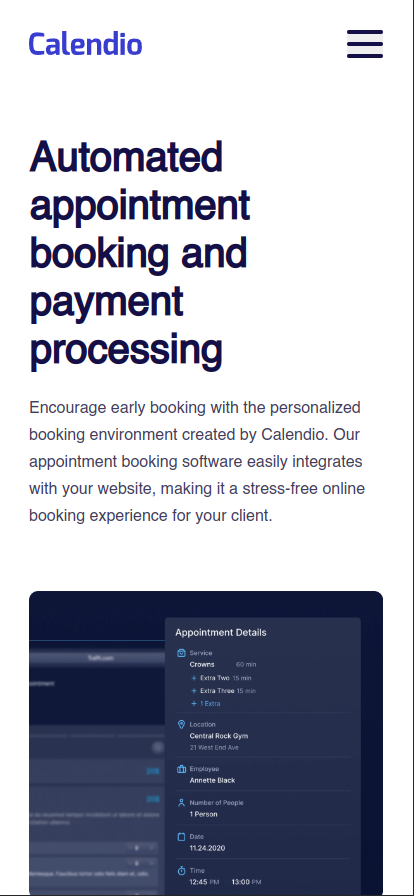 Calendio
Automated
appointment
booking and
payment
processing
Encourage early booking with the personalized
booking environment created by Calendio. Our
appointment booking software easily integrates
with your website, making it a stress-free online
booking experience for your client.
Appointment Details
Service
Crowns 60 min
+ Extra Two 15 min
+ Extra Three 15 min
+ 1 Extra
Location
Central Rock Gym
21 West End Ave
Employee
Annette Black
Number of People
1 Person
Date
11.24.2020
Time
12:45 PM 13:00 PM